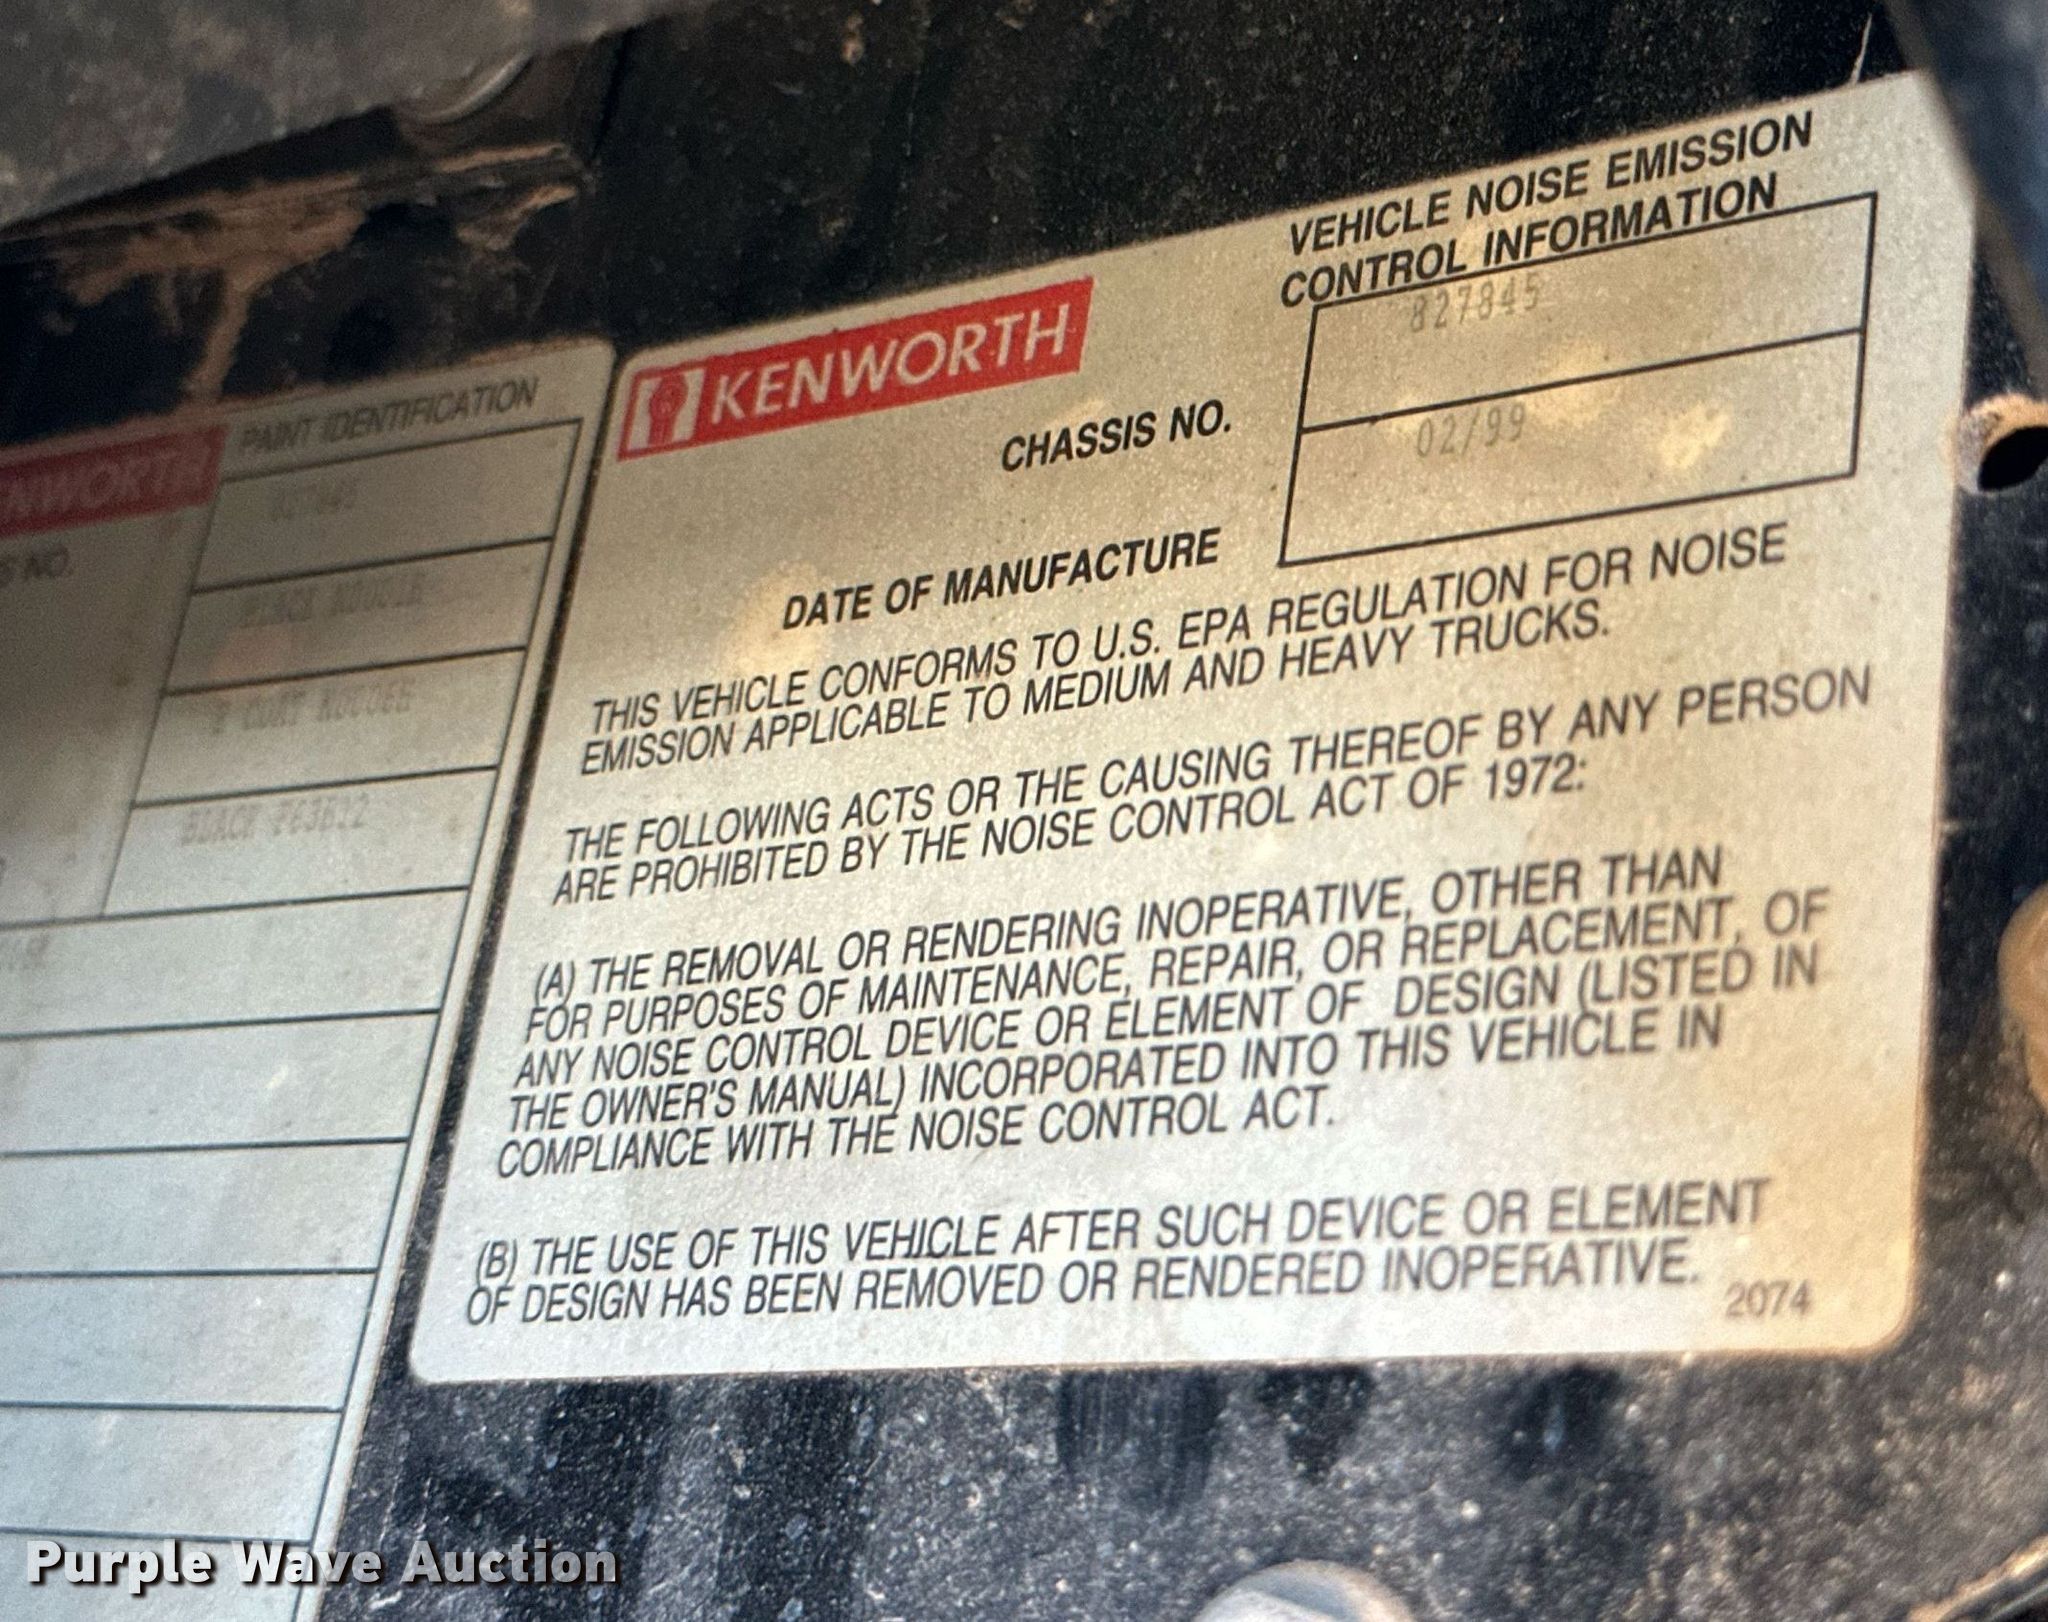 VEHICLE NOISE EMISSION
CONTROL INFORMATION
KENWORTH
CHASSIS NO.
827845
DATE OF MANUFACTURE
02/99
THIS VEHICLE CONFORMS TO U.S. EPA REGULATION FOR NOISE
EMISSION APPLICABLE TO MEDIUM AND HEAVY TRUCKS.
THE FOLLOWING ACTS OR THE CAUSING THEREOF BY ANY PERSON
ARE PROHIBITED BY THE NOISE CONTROL ACT OF 1972:
(A) THE REMOVAL OR RENDERING INOPERATIVE, OTHER THAN
FOR PURPOSES OF MAINTENANCE, REPAIR, OR REPLACEMENT, OF
ANY NOISE CONTROL DEVICE OR ELEMENT OF DESIGN (LISTED IN
THE OWNER'S MANUAL) INCORPORATED INTO THIS VEHICLE IN
COMPLIANCE WITH THE NOISE CONTROL ACT.
(B) THE USE OF THIS VEHICLE AFTER SUCH DEVICE OR ELEMENT
OF DESIGN HAS BEEN REMOVED OR RENDERED INOPERATIVE.
2074
PAINT IDENTIFICATION
NWORTH
NO.
BLACK
Purple Wave Auction